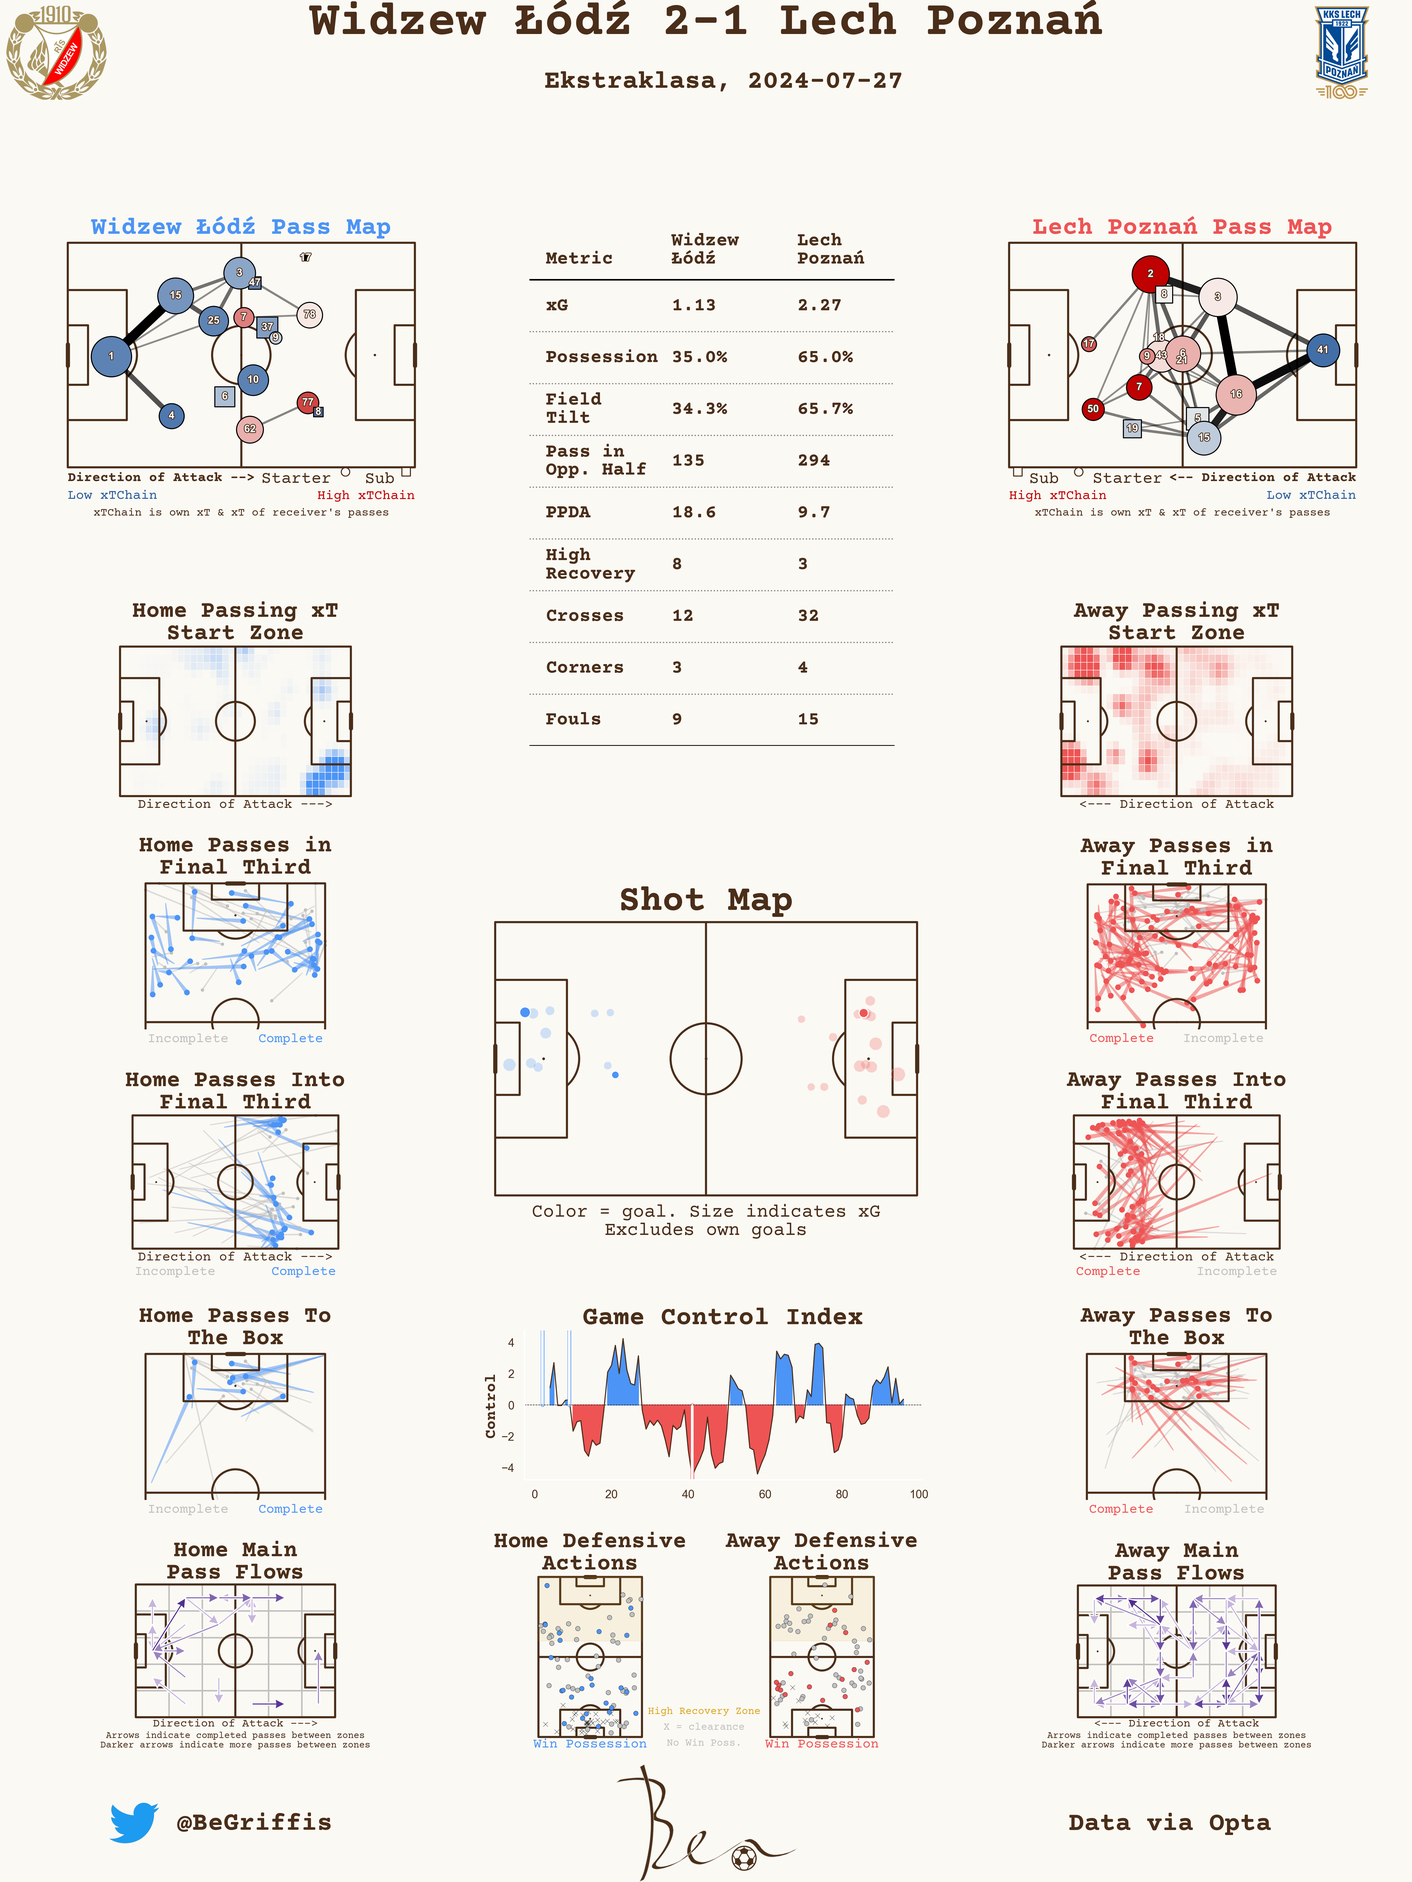 Widzew Łódź 2-1 Lech Poznań
Ekstraklasa, 2024-07-27
1910
RTS
WIDZEW
KKS LECH
1922
POZNAŃ
100
Widzew Łódź Pass Map
17
3
47
15
78
25
7
37
9
1
10
6
77
8
4
62
Direction of Attack --> Starter Sub
Low xTChain High xTChain
xTChain is own xT & xT of receiver's passes
Metric Widzew Łódź Lech Poznań
xG 1.13 2.27
Possession 35.0% 65.0%
Field Tilt 34.3% 65.7%
Pass in Opp. Half 135 294
PPDA 18.6 9.7
High Recovery 8 3
Crosses 12 32
Corners 3 4
Fouls 9 15
Lech Poznań Pass Map
2
8
3
17
18
9
43
6
21
41
7
16
50
5
19
15
Sub Starter <-- Direction of Attack
High xTChain Low xTChain
xTChain is own xT & xT of receiver's passes
Home Passing xT
Start Zone
Direction of Attack --->
Away Passing xT
Start Zone
<--- Direction of Attack
Home Passes in
Final Third
Incomplete Complete
Away Passes in
Final Third
Complete Incomplete
Shot Map
Color = goal. Size indicates xG
Excludes own goals
Home Passes Into
Final Third
Direction of Attack --->
Incomplete Complete
Away Passes Into
Final Third
<--- Direction of Attack
Complete Incomplete
Home Passes To
The Box
Incomplete Complete
Game Control Index
Control
4
2
0
−2
−4
0 20 40 60 80 100
Away Passes To
The Box
Complete Incomplete
Home Main
Pass Flows
Direction of Attack --->
Arrows indicate completed passes between zones
Darker arrows indicate more passes between zones
Home Defensive
Actions
Win Possession
High Recovery Zone
X = clearance
No Win Poss.
Away Defensive
Actions
Win Possession
Away Main
Pass Flows
<--- Direction of Attack
Arrows indicate completed passes between zones
Darker arrows indicate more passes between zones
@BeGriffis
Ben
Data via Opta